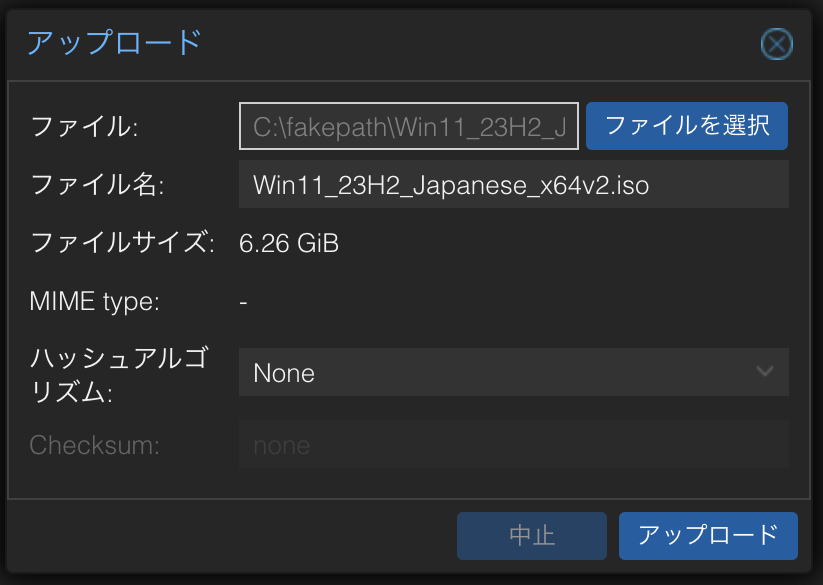 アップロード
ファイル:
C:\fakepath\Win11_23H2_J
ファイルを選択
ファイル名:
Win11_23H2_Japanese_x64v2.iso
ファイルサイズ:
6.26 GiB
MIME type:
-
ハッシュアルゴ
リズム:
None
Checksum:
none
中止
アップロード